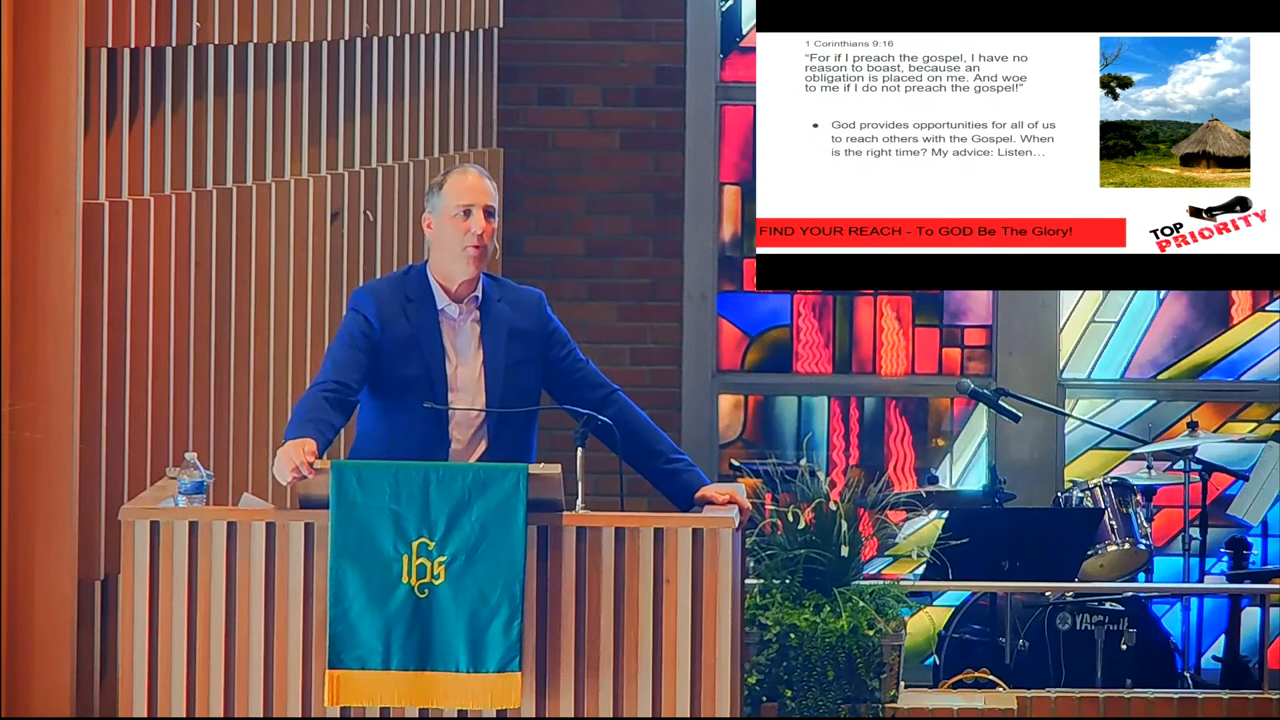 1 Corinthians 9:16
“For if I preach the gospel, I have no
reason to boast, because an
obligation is placed on me. And woe
to me if I do not preach the gospel!”
• God provides opportunities for all of us
to reach others with the Gospel. When
is the right time? My advice: Listen…
FIND YOUR REACH - To GOD Be The Glory!
TOP
PRIORITY
ihs
YAMAHA